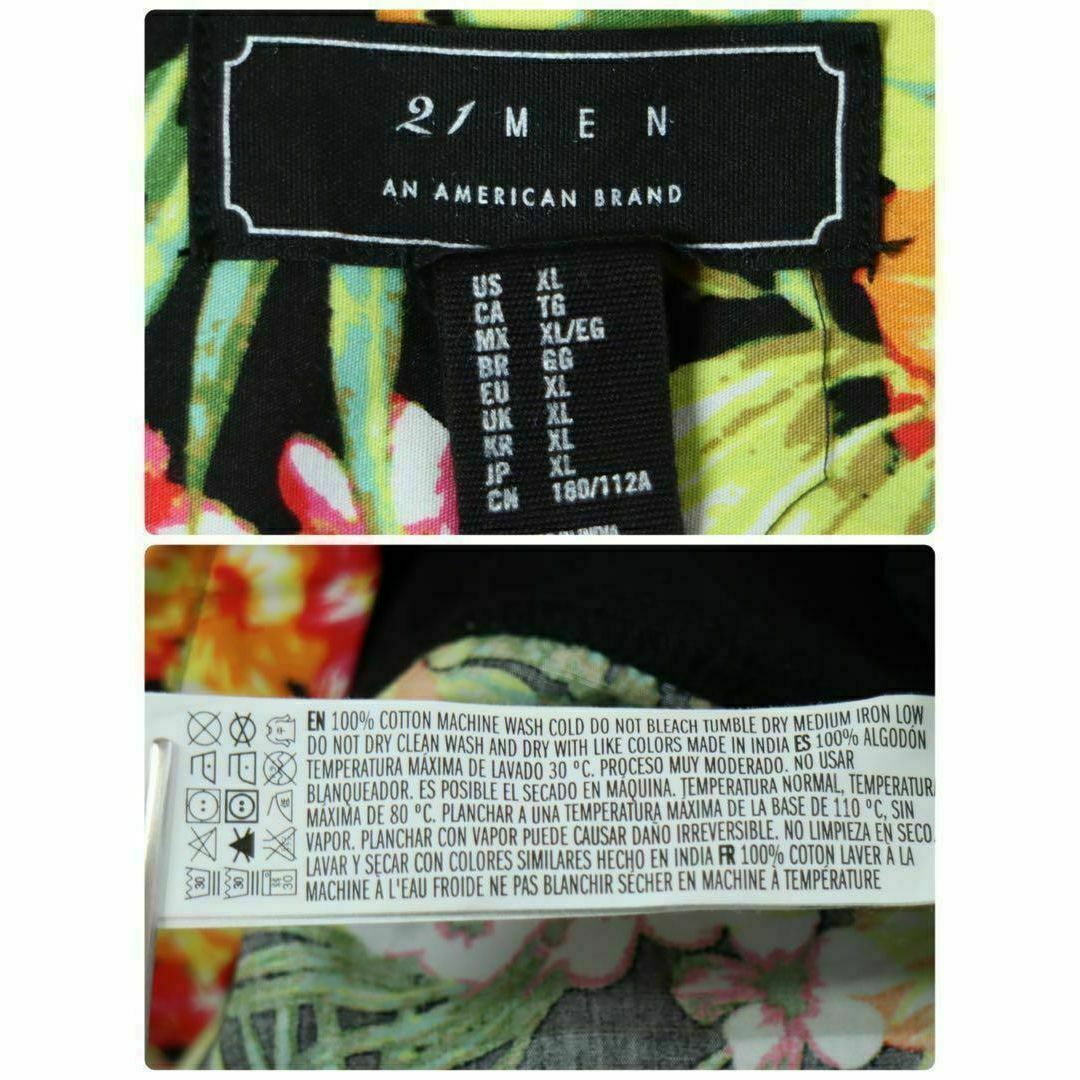 21 MEN
AN AMERICAN BRAND
US XL
CA TG
MX XL/EG
BR GG
EU XL
UK XL
KR XL
JP XL
CN 180/112A
IN INDIA
EN 100% COTTON MACHINE WASH COLD DO NOT BLEACH TUMBLE DRY MEDIUM IRON LOW
DO NOT DRY CLEAN WASH AND DRY WITH LIKE COLORS MADE IN INDIA ES 100% ALGODÓN
TEMPERATURA MÁXIMA DE LAVADO 30 °C. PROCESO MUY MODERADO. NO USAR
BLANQUEADOR. ES POSIBLE EL SECADO EN MÁQUINA. TEMPERATURA NORMAL, TEMPERATURA
MÁXIMA DE 80 °C. PLANCHAR A UNA TEMPERATURA MÁXIMA DE LA BASE DE 110 °C, SIN
VAPOR. PLANCHAR CON VAPOR PUEDE CAUSAR DAÑO IRREVERSIBLE. NO LIMPIEZA EN SECO.
LAVAR Y SECAR CON COLORES SIMILARES HECHO EN INDIA FR 100% COTON LAVER À LA
MACHINE À L'EAU FROIDE NE PAS BLANCHIR SÉCHER EN MACHINE À TEMPÉRATURE
30 30 30